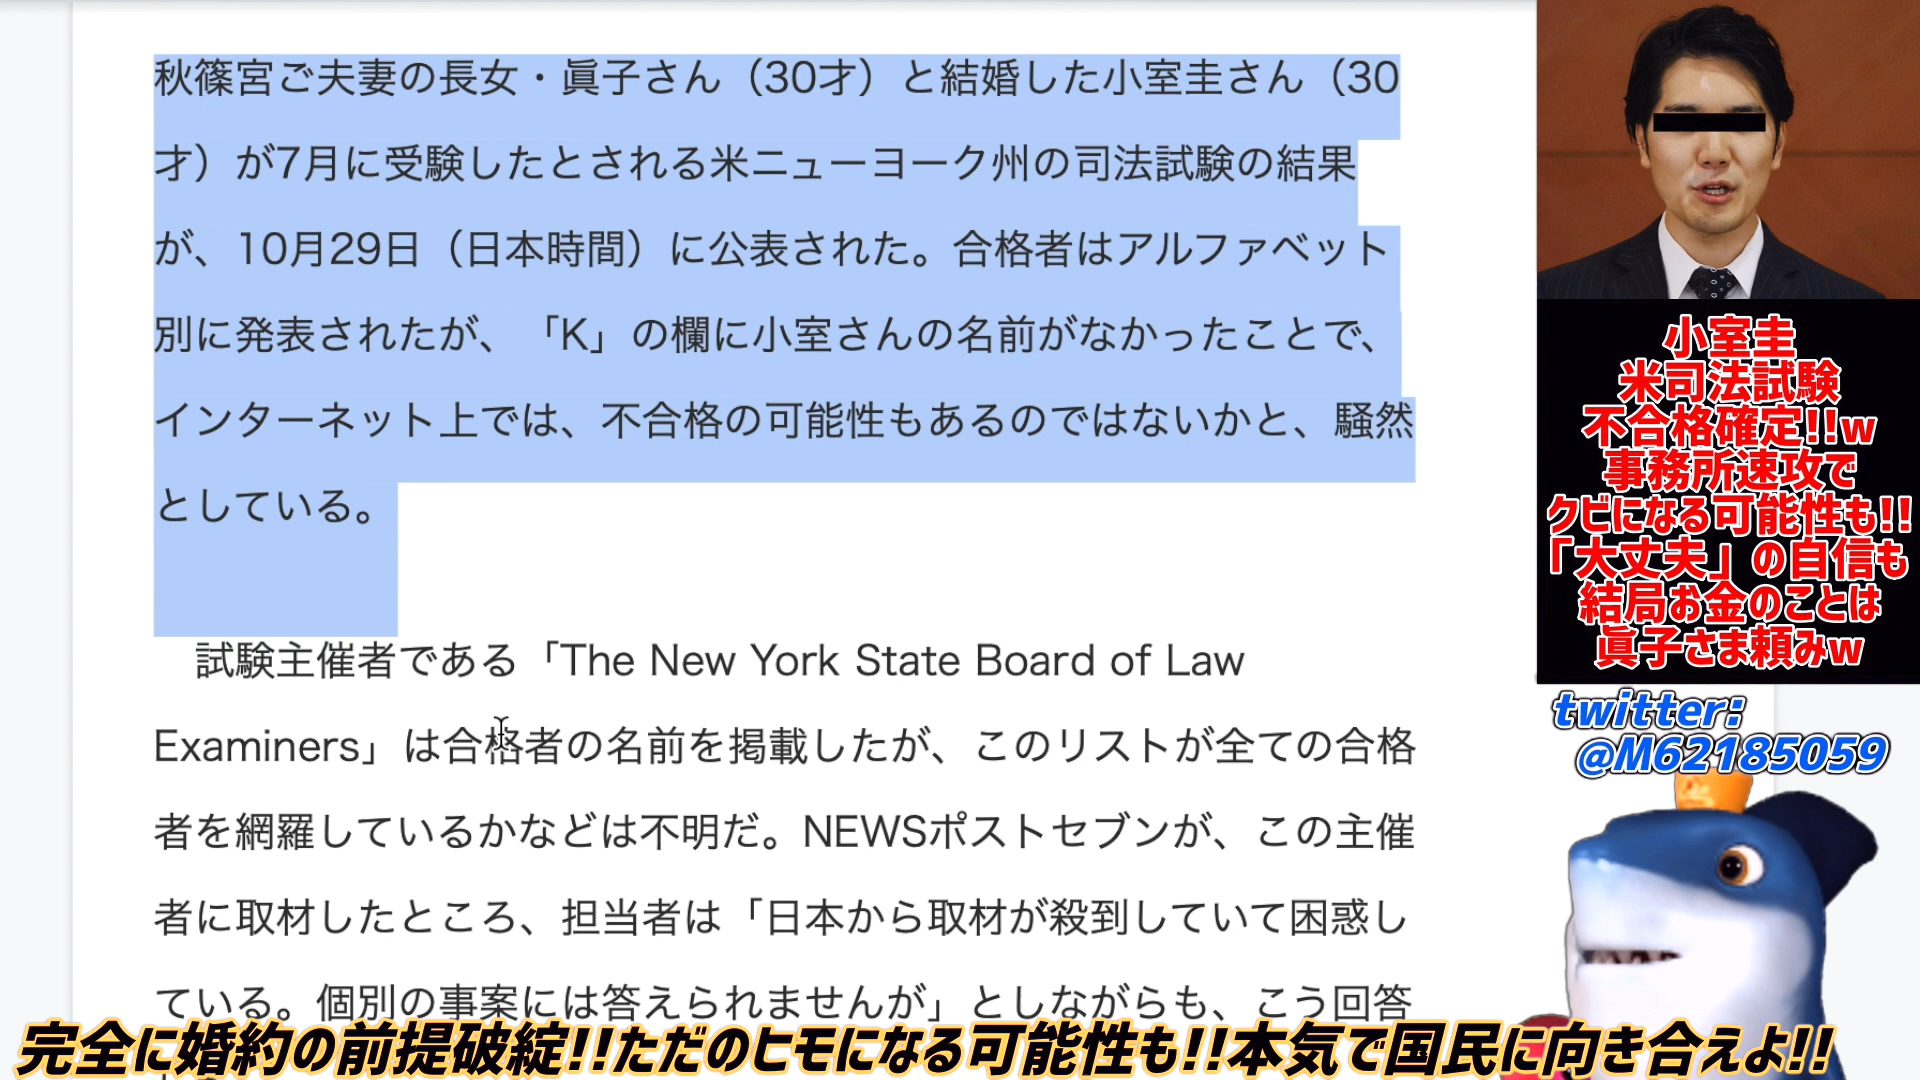 秋篠宮ご夫妻の長女・眞子さん（30才）と結婚した小室圭さん（30
才）が7月に受験したとされる米ニューヨーク州の司法試験の結果
が、10月29日（日本時間）に公表された。合格者はアルファベット
別に発表されたが、「K」の欄に小室さんの名前がなかったことで、
インターネット上では、不合格の可能性もあるのではないかと、騒然
としている。
試験主催者である「The New York State Board of Law
Examiners」は合格者の名前を掲載したが、このリストが全ての合格
者を網羅しているかなどは不明だ。NEWSポストセブンが、この主催
者に取材したところ、担当者は「日本から取材が殺到していて困惑し
ている。個別の事案には答えられませんが」としながらも、こう回答
小室圭
米司法試験
不合格確定!!w
事務所速攻で
クビになる可能性も!!
「大丈夫」の自信も
結局お金のことは
眞子さま頼みw
twitter:
@M62185059
完全に婚約の前提破綻!!ただのヒモになる可能性も!!本気で国民に向き合えよ!!